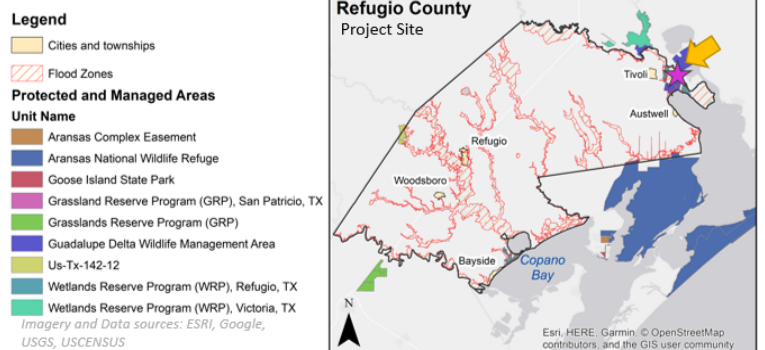 Legend
Cities and townships
Flood Zones
Protected and Managed Areas
Unit Name
Aransas Complex Easement
Aransas National Wildlife Refuge
Goose Island State Park
Grassland Reserve Program (GRP), San Patricio, TX
Grasslands Reserve Program (GRP)
Guadalupe Delta Wildlife Management Area
Us-Tx-142-12
Wetlands Reserve Program (WRP), Refugio, TX
Wetlands Reserve Program (WRP), Victoria, TX
Imagery and Data sources: ESRI, Google,
USGS, USCENSUS
Refugio County
Project Site
Tivoli
Austwell
Refugio
Woodsboro
Bayside
Copano
Bay
N
Esri, HERE, Garmin, © OpenStreetMap
contributors, and the GIS user community